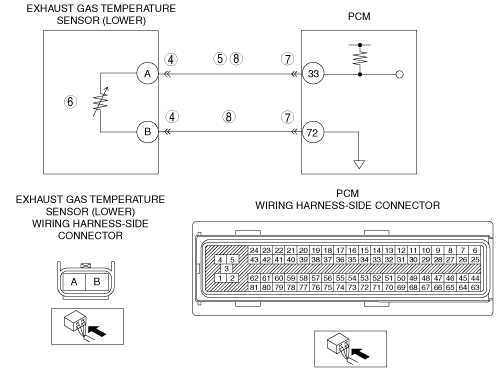 EXHAUST GAS TEMPERATURE
SENSOR (LOWER)
PCM
4
5 8
7
A
33
6
4
8
7
B
72
EXHAUST GAS TEMPERATURE
SENSOR (LOWER)
WIRING HARNESS-SIDE
CONNECTOR
PCM
WIRING HARNESS-SIDE CONNECTOR
A B
24 23 22 21 20 19 18 17 16 15 14 13 12 11 10 9 8 7 6
4 5 43 42 41 40 39 38 37 36 35 34 33 32 31 30 29 28 27 26 25
3
1 2 62 61 60 59 58 57 56 55 54 53 52 51 50 49 48 47 46 45 44
81 80 79 78 77 76 75 74 73 72 71 70 69 68 67 66 65 64 63